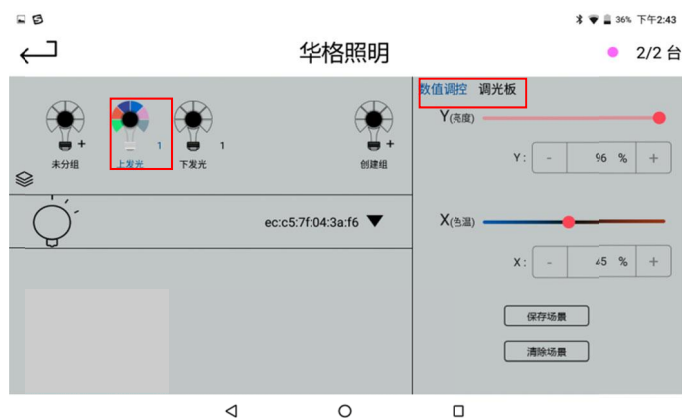 36% 下午2:43
华格照明
2/2 台
数值调控 调光板
未分组
上发光
1
下发光
1
创建组
Y(亮度)
Y: - 96 % +
ec:c5:7f:04:3a:f6
X(色温)
X: - 45 % +
保存场景
清除场景